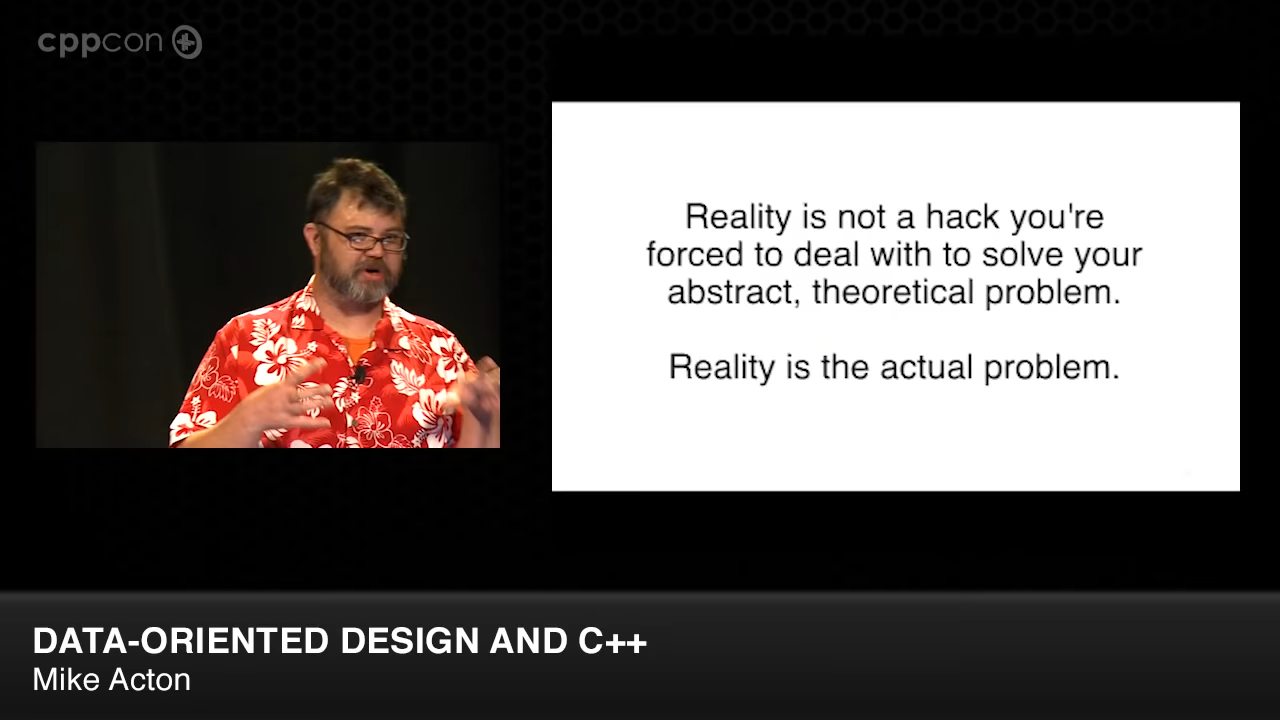 cppcon
Reality is not a hack you're
forced to deal with to solve your
abstract, theoretical problem.
Reality is the actual problem.
DATA-ORIENTED DESIGN AND C++
Mike Acton